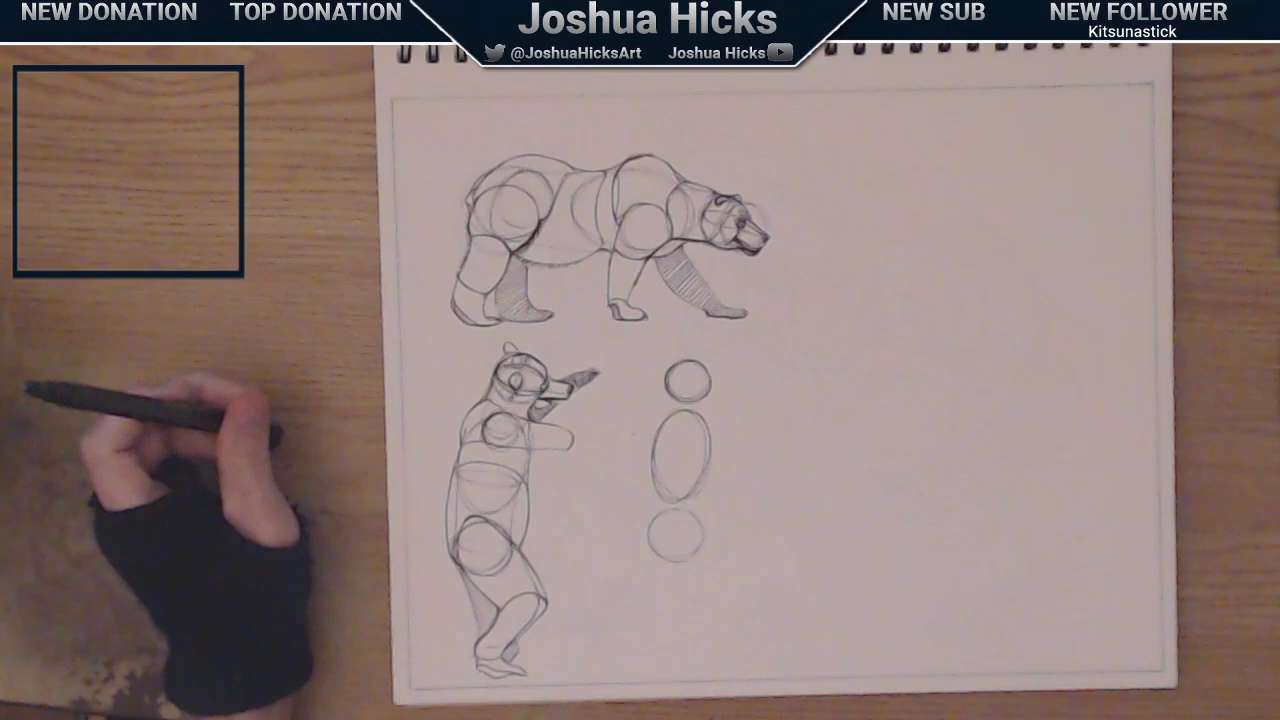 NEW DONATION
TOP DONATION
Joshua Hicks
@JoshuaHicksArt
Joshua Hicks
NEW SUB
NEW FOLLOWER
Kitsunastick